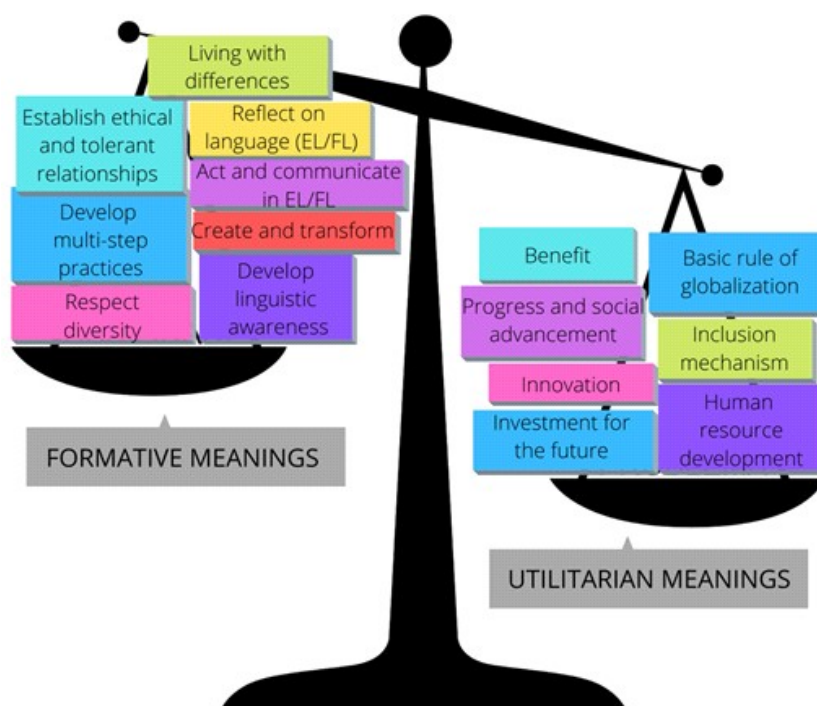 Living with
differences
Establish ethical
and tolerant
relationships
Reflect on
language (EL/FL)
Act and communicate
in EL/FL
Develop
multi-step
practices
Create and transform
Respect
diversity
Develop
linguistic
awareness
FORMATIVE MEANINGS
Benefit
Basic rule of
globalization
Progress and social
advancement
Inclusion
mechanism
Innovation
Human
resource
development
Investment for
the future
UTILITARIAN MEANINGS